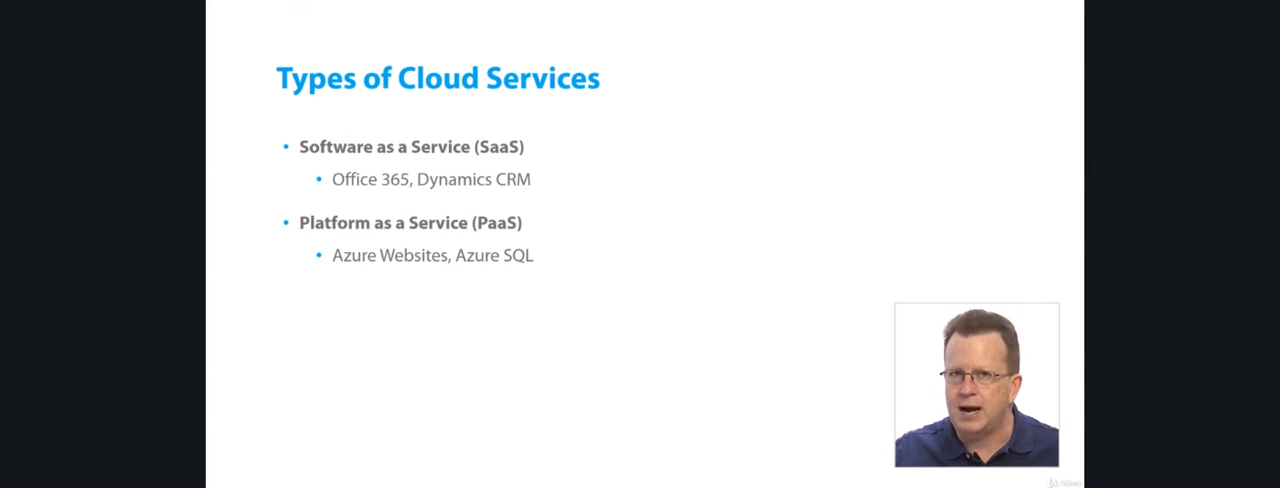 Types of Cloud Services
• Software as a Service (SaaS)
• Office 365, Dynamics CRM
• Platform as a Service (PaaS)
• Azure Websites, Azure SQL